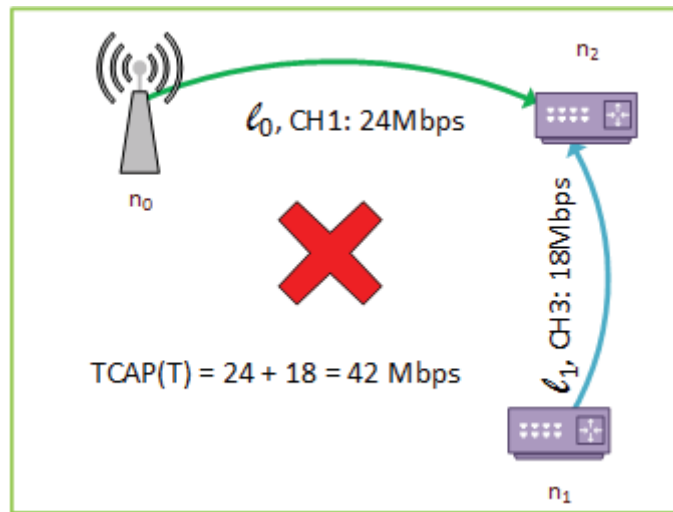 n₂
ℓ₀, CH1: 24Mbps
n₀
ℓ₁, CH3: 18Mbps
TCAP(T) = 24 + 18 = 42 Mbps
n₁